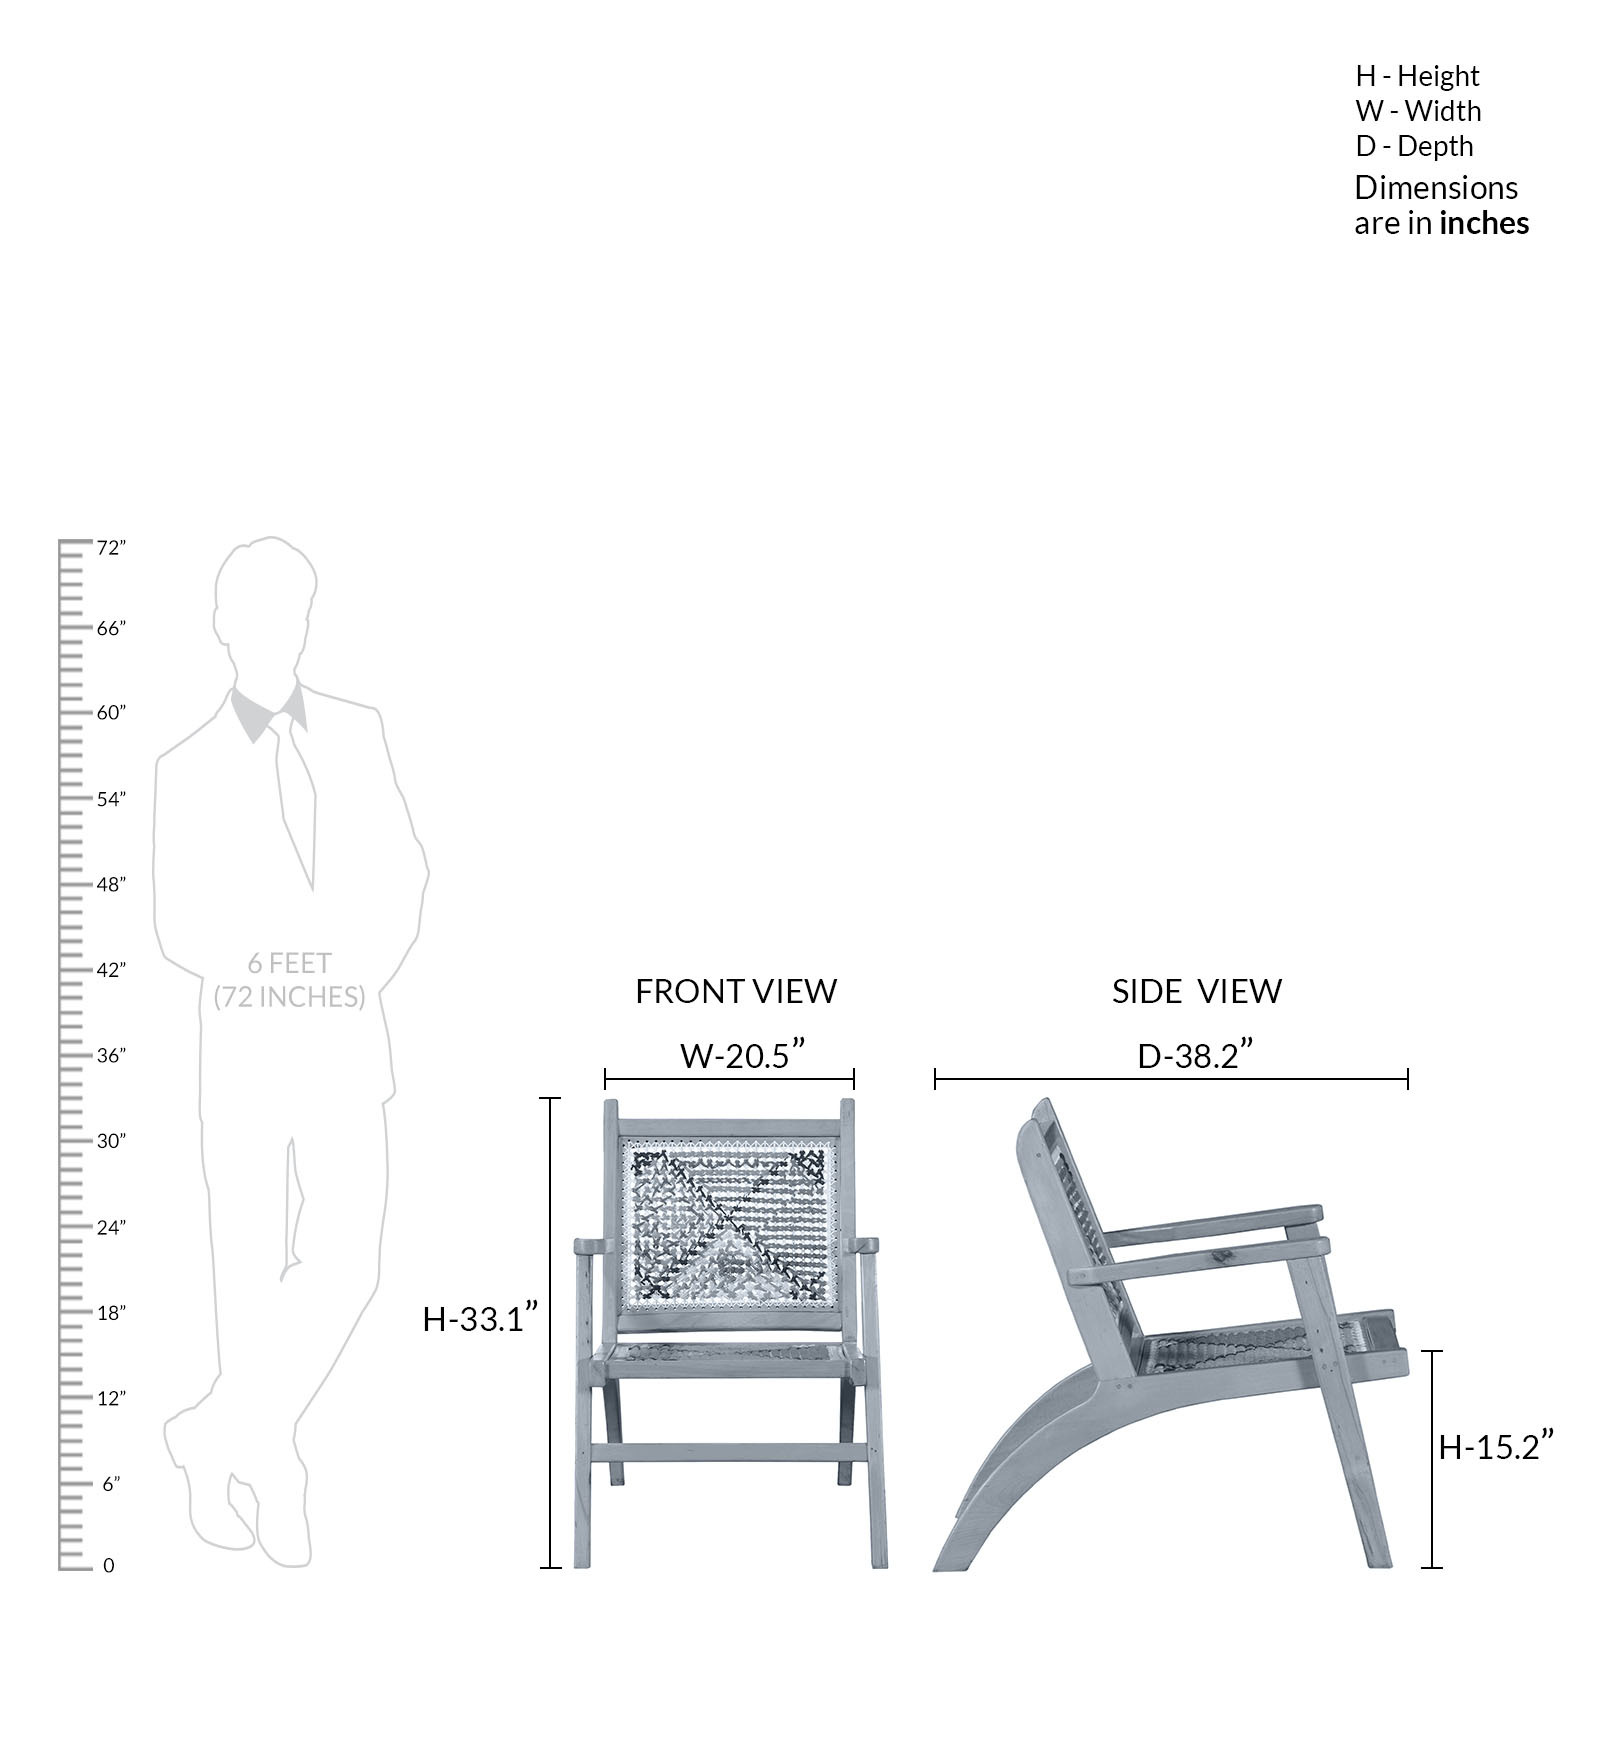 H - Height
W - Width
D - Depth
Dimensions
are in inches
72”
66”
60”
54”
48”
42”
36”
30”
24”
18”
12”
6”
0
6 FEET
(72 INCHES)
FRONT VIEW
W-20.5”
H-33.1”
SIDE VIEW
D-38.2”
H-15.2”